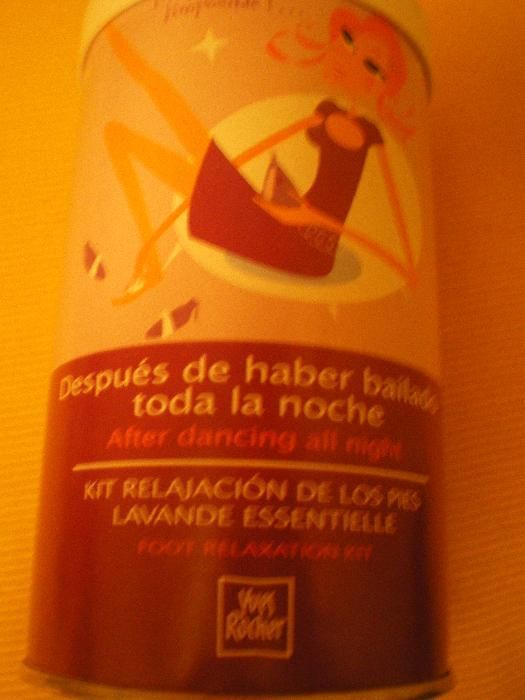 Después de haber bailado
toda la noche
After dancing all night
KIT RELAJACIÓN DE LOS PIES
LAVANDE ESSENTIELLE
FOOT RELAXATION KIT
Yves
Rocher